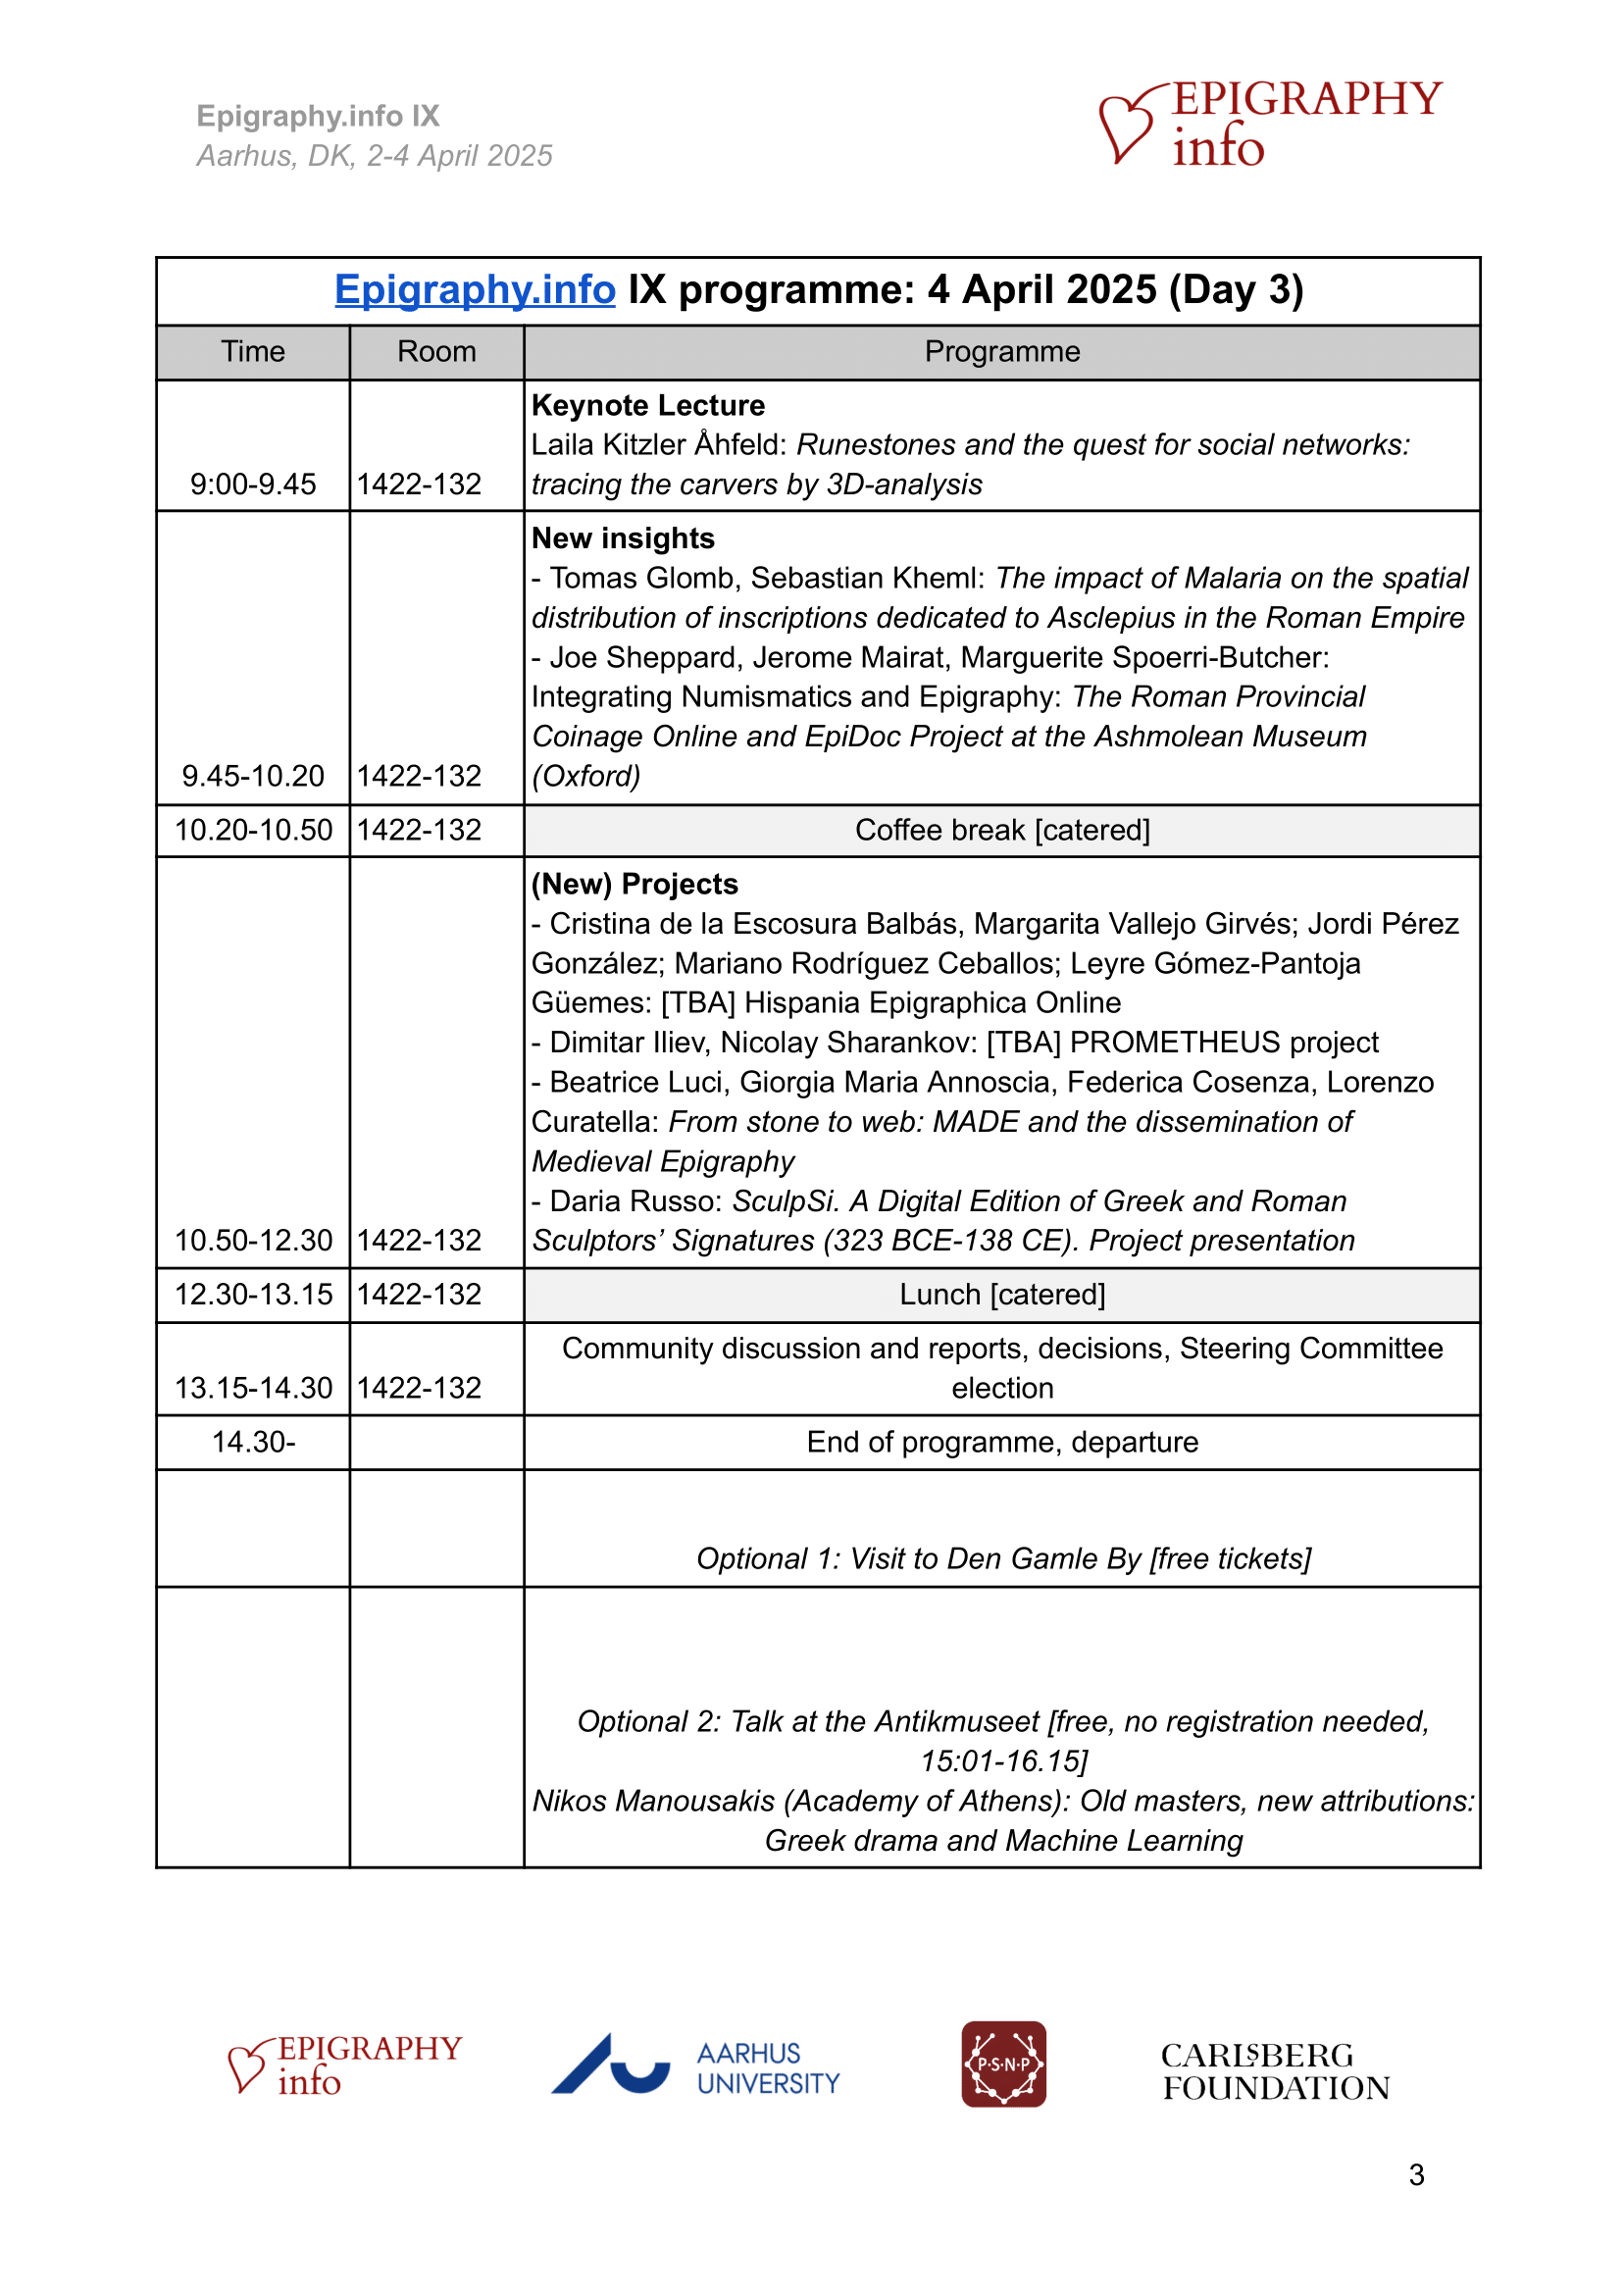 Epigraphy.info IX
Aarhus, DK, 2-4 April 2025
EPIGRAPHY
info
Epigraphy.info IX programme: 4 April 2025 (Day 3)
Time Room Programme
Keynote Lecture
Laila Kitzler Åhfeld: Runestones and the quest for social networks:
9:00-9.45 1422-132 tracing the carvers by 3D-analysis
New insights
- Tomas Glomb, Sebastian Kheml: The impact of Malaria on the spatial
distribution of inscriptions dedicated to Asclepius in the Roman Empire
- Joe Sheppard, Jerome Mairat, Marguerite Spoerri-Butcher:
Integrating Numismatics and Epigraphy: The Roman Provincial
Coinage Online and EpiDoc Project at the Ashmolean Museum
9.45-10.20 1422-132 (Oxford)
10.20-10.50 1422-132 Coffee break [catered]
(New) Projects
- Cristina de la Escosura Balbás, Margarita Vallejo Girvés; Jordi Pérez
González; Mariano Rodríguez Ceballos; Leyre Gómez-Pantoja
Güemes: [TBA] Hispania Epigraphica Online
- Dimitar Iliev, Nicolay Sharankov: [TBA] PROMETHEUS project
- Beatrice Luci, Giorgia Maria Annoscia, Federica Cosenza, Lorenzo
Curatella: From stone to web: MADE and the dissemination of
Medieval Epigraphy
- Daria Russo: SculpSi. A Digital Edition of Greek and Roman
10.50-12.30 1422-132 Sculptors’ Signatures (323 BCE-138 CE). Project presentation
12.30-13.15 1422-132 Lunch [catered]
Community discussion and reports, decisions, Steering Committee
13.15-14.30 1422-132 election
14.30- End of programme, departure
Optional 1: Visit to Den Gamle By [free tickets]
Optional 2: Talk at the Antikmuseet [free, no registration needed,
15:01-16.15]
Nikos Manousakis (Academy of Athens): Old masters, new attributions:
Greek drama and Machine Learning
EPIGRAPHY
info
AARHUS
UNIVERSITY
P·S·N·P
CARLSBERG
FOUNDATION
3